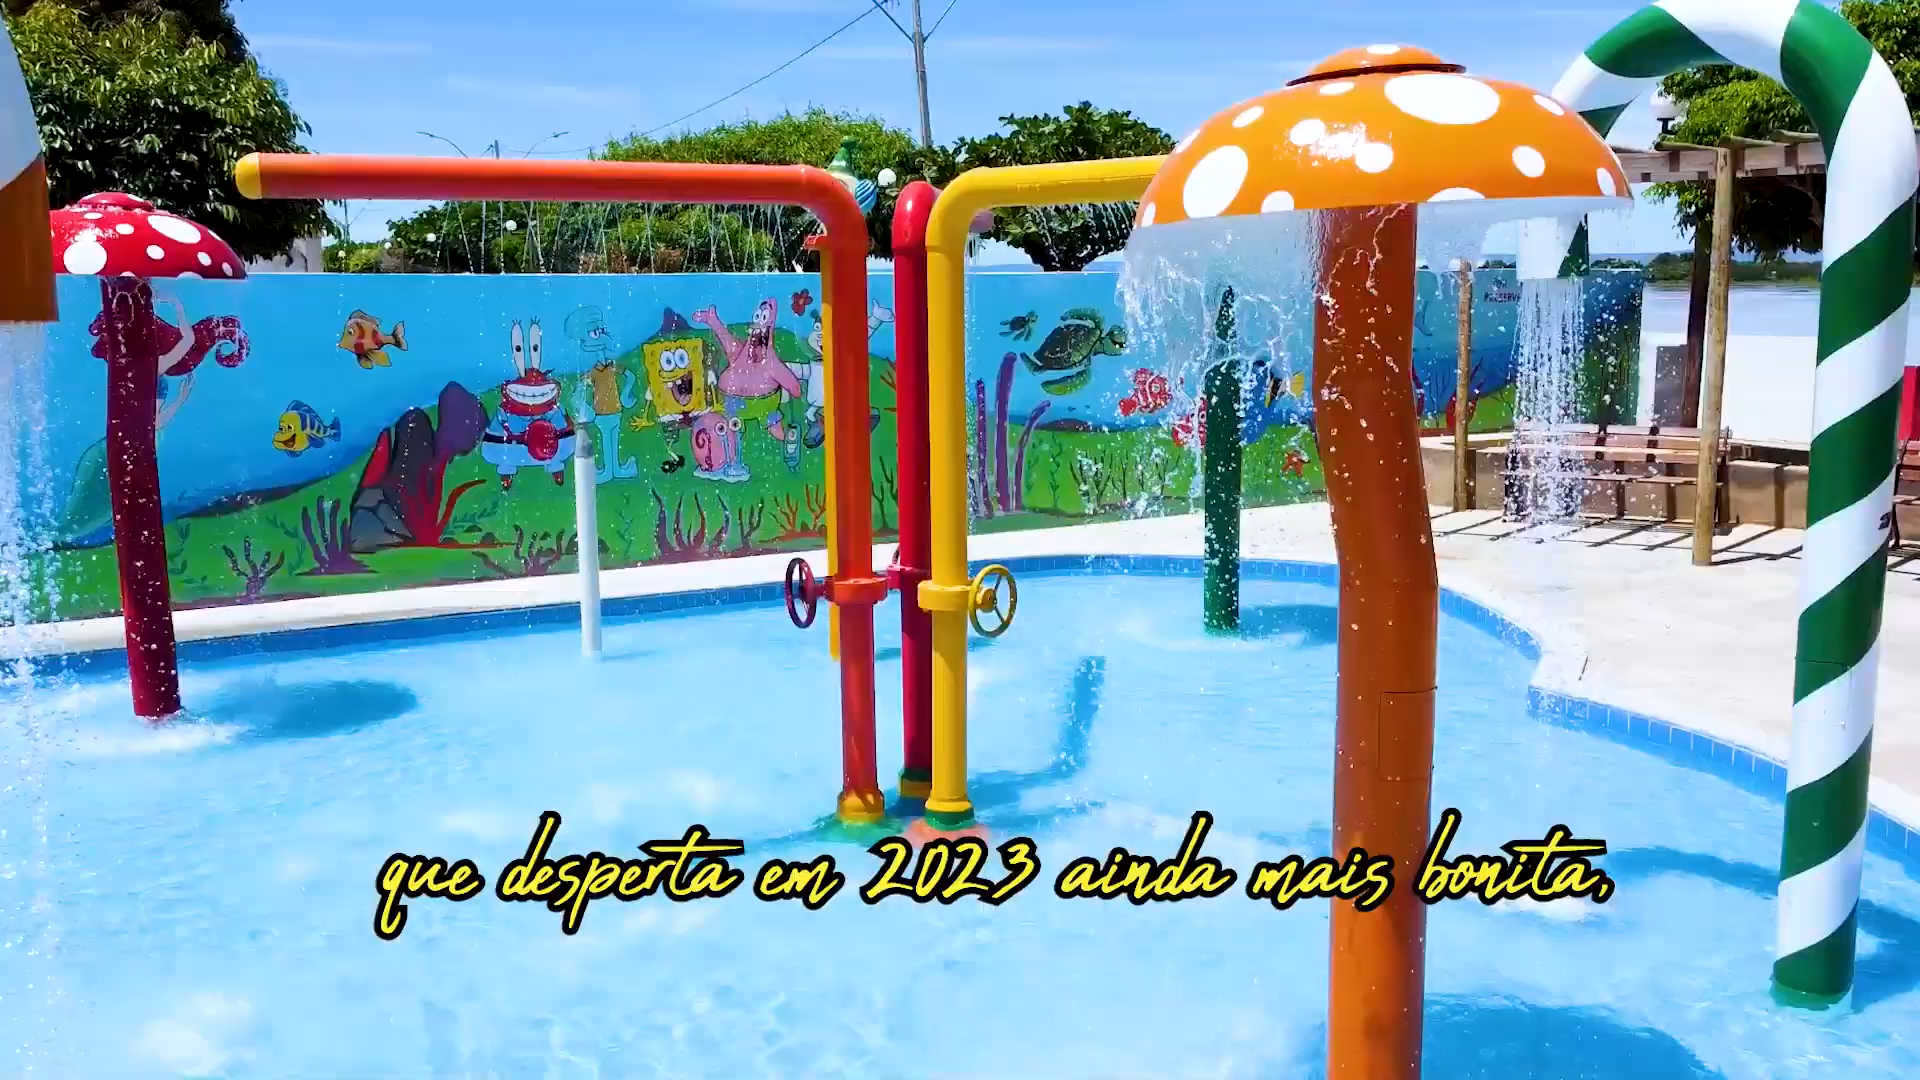 que desperta em 2023 ainda mais bonita,